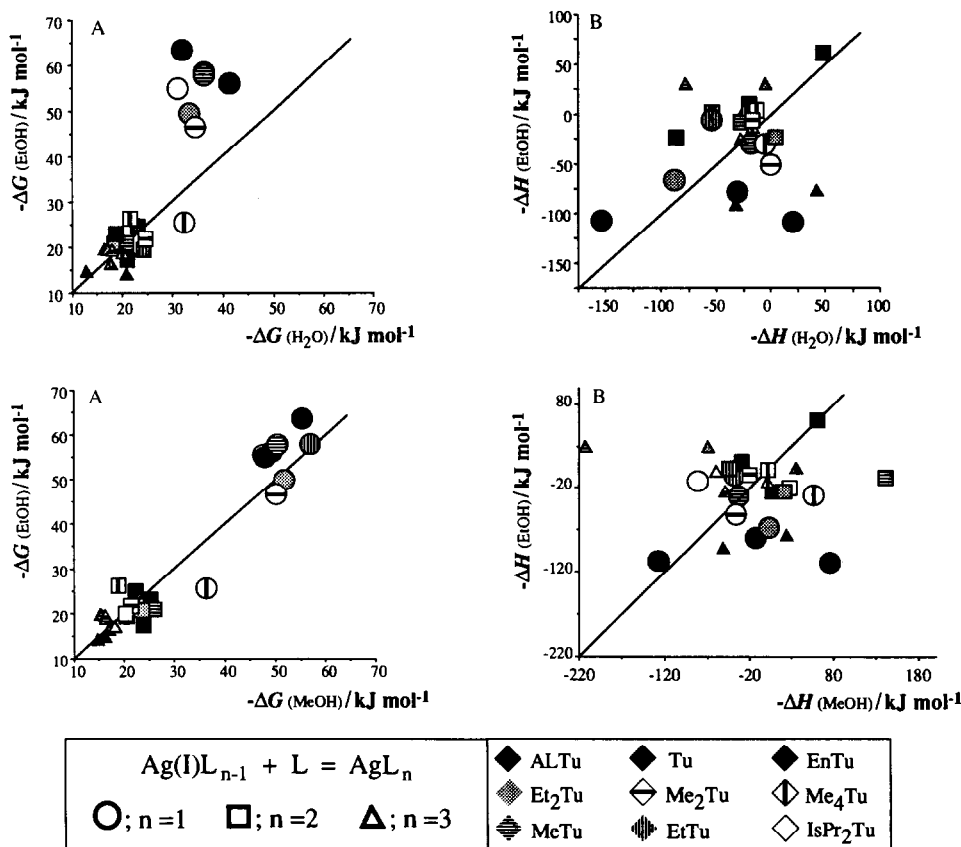 A
-ΔG (EtOH) / kJ mol-1
70
60
50
40
30
20
10
10 20 30 40 50 60 70
-ΔG (H2O) / kJ mol-1
B
-ΔH (EtOH) / kJ mol-1
100
75
50
0
-50
-100
-175
-175 -100 -50 0 50 100
-ΔH (H2O) / kJ mol-1
A
-ΔG (EtOH) / kJ mol-1
70
60
50
40
30
20
10
10 20 30 40 50 60 70
-ΔG (MeOH) / kJ mol-1
B
-ΔH (EtOH) / kJ mol-1
80
-20
-120
-220
-220 -120 -20 80 180
-ΔH (MeOH) / kJ mol-1
Ag(I)Ln-1 + L = AgLn
; n =1 ; n =2 ; n =3
ALTu Tu EnTu
Et2Tu Me2Tu Me4Tu
MeTu EtTu IsPr2Tu